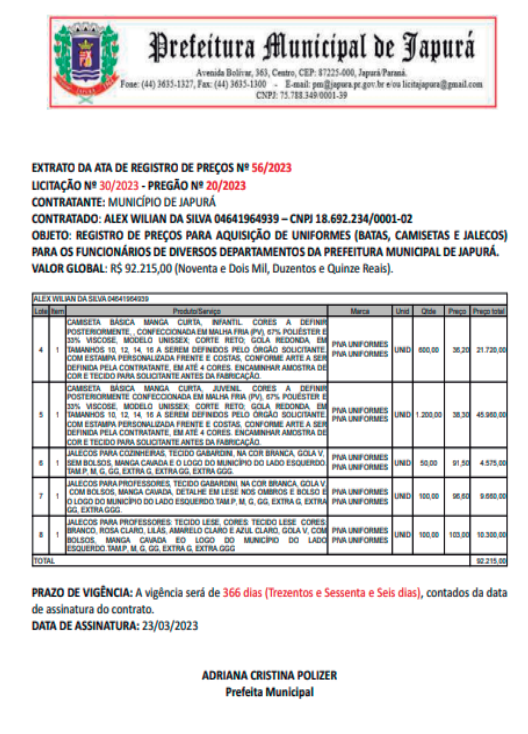 Prefeitura Municipal de Japurá
Avenida Bolívar, 363, Centro, CEP: 87225-000, Japurá/Paraná.
Fone: (44) 3635-1327, Fax: (44) 3635-1300 - E-mail: pm@japura.pr.gov.br e/ou licitajapura@gmail.com
CNPJ: 75.788.349/0001-39
EXTRATO DA ATA DE REGISTRO DE PREÇOS Nº 56/2023
LICITAÇÃO Nº 30/2023 - PREGÃO Nº 20/2023
CONTRATANTE: MUNICÍPIO DE JAPURÁ
CONTRATADO: ALEX WILIAN DA SILVA 04641964939 – CNPJ 18.692.234/0001-02
OBJETO: REGISTRO DE PREÇOS PARA AQUISIÇÃO DE UNIFORMES (BATAS, CAMISETAS E JALECOS)
PARA OS FUNCIONÁRIOS DE DIVERSOS DEPARTAMENTOS DA PREFEITURA MUNICIPAL DE JAPURÁ.
VALOR GLOBAL: R$ 92.215,00 (Noventa e Dois Mil, Duzentos e Quinze Reais).
ALEX WILIAN DA SILVA 04641964939
Lote Item Produto/Serviço Marca Unid Qtde Preço Preço total
CAMISETA BÁSICA MANGA CURTA, INFANTIL. CORES A DEFINIR
POSTERIORMENTE, , CONFECCIONADA EM MALHA FRIA (PV), 67% POLIÉSTER E
33% VISCOSE, MODELO UNISSEX; CORTE RETO; GOLA REDONDA, EM
4 1 TAMANHOS 10, 12, 14, 16 A SEREM DEFINIDOS PELO ÓRGÃO SOLICITANTE, PIVA UNIFORMES PIVA UNIFORMES UNID 600,00 36,20 21.720,00
COM ESTAMPA PERSONALIZADA FRENTE E COSTAS, CONFORME ARTE A SER
DEFINIDA PELA CONTRATANTE, EM ATÉ 4 CORES. ENCAMINHAR AMOSTRA DE
COR E TECIDO PARA SOLICITANTE ANTES DA FABRICAÇÃO.
CAMISETA BÁSICA MANGA CURTA, JUVENIL. CORES A DEFINIR
POSTERIORMENTE CONFECCIONADA EM MALHA FRIA (PV), 67% POLIÉSTER E
33% VISCOSE, MODELO UNISSEX; CORTE RETO; GOLA REDONDA, EM
5 1 TAMANHOS 10, 12, 14, 16 A SEREM DEFINIDOS PELO ÓRGÃO SOLICITANTE, PIVA UNIFORMES PIVA UNIFORMES UNID 1.200,00 38,30 45.960,00
COM ESTAMPA PERSONALIZADA FRENTE E COSTAS, CONFORME ARTE A SER
DEFINIDA PELA CONTRATANTE, EM ATÉ 4 CORES. ENCAMINHAR AMOSTRA DE
COR E TECIDO PARA SOLICITANTE ANTES DA FABRICAÇÃO.
JALECOS PARA COZINHEIRAS, TECIDO GABARDINI, NA COR BRANCA, GOLA V,
6 1 SEM BOLSOS, MANGA CAVADA E O LOGO DO MUNICÍPIO DO LADO ESQUERDO. PIVA UNIFORMES PIVA UNIFORMES UNID 50,00 91,50 4.575,00
TAM.P, M, G, GG, EXTRA G, EXTRA GG, EXTRA GGG.
JALECOS PARA PROFESSORES, TECIDO GABARDINI, NA COR BRANCA, GOLA V
, COM BOLSOS, MANGA CAVADA, DETALHE EM LESE NOS OMBROS E BOLSO E
7 1 O LOGO DO MUNICÍPIO DO LADO ESQUERDO.TAM.P, M, G, GG, EXTRA G, EXTRA PIVA UNIFORMES PIVA UNIFORMES UNID 100,00 96,60 9.660,00
GG, EXTRA GGG.
JALECOS PARA PROFESSORES: TECIDO LESE, CORES: TECIDO LESE CORES:
BRANCO, ROSA CLARO, LILÁS, AMARELO CLARO E AZUL CLARO, GOLA V, COM
8 1 BOLSOS, MANGA CAVADA EO LOGO DO MUNICÍPIO DO LADO PIVA UNIFORMES PIVA UNIFORMES UNID 100,00 103,00 10.300,00
ESQUERDO.TAM.P, M, G, GG, EXTRA G, EXTRA GGG
TOTAL 92.215,00
PRAZO DE VIGÊNCIA: A vigência será de 366 dias (Trezentos e Sessenta e Seis dias), contados da data
de assinatura do contrato.
DATA DE ASSINATURA: 23/03/2023
ADRIANA CRISTINA POLIZER
Prefeita Municipal